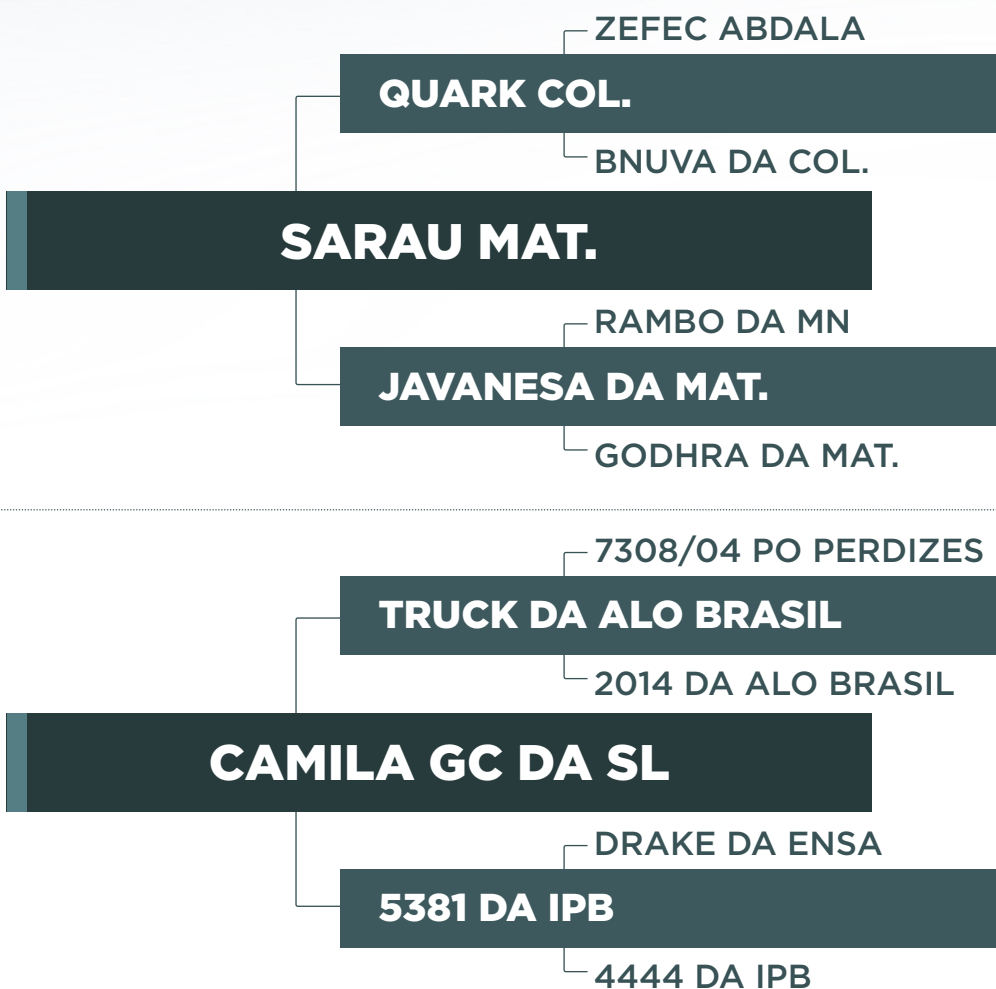 ZEFEC ABDALA
QUARK COL.
BNUVA DA COL.
SARAU MAT.
RAMBO DA MN
JAVANESA DA MAT.
GODHRA DA MAT.
7308/04 PO PERDIZES
TRUCK DA ALO BRASIL
2014 DA ALO BRASIL
CAMILA GC DA SL
DRAKE DA ENSA
5381 DA IPB
4444 DA IPB